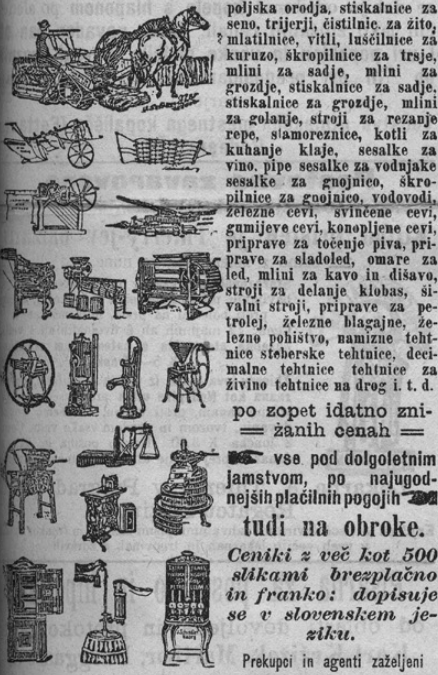 poljska orodja, stiskalnice za
seno, trijerji, čistilnic. za žito,
mlatilnice, vitli, luščilnice za
kuruzo, škropilnice za trsje,
mlini za sadje, mlini za
grozdje, stiskalnice za sadje,
stiskalnice za grozdje, mlini
za golanje, stroji za rezanje
repe, slamoreznice, kotli za
kuhanje klaje, sesalke za
vino, pipe sesalke za vodnjake
sesalke za gnojnico, škro-
pilnice za gnojnico, vodovodi,
železne cevi, svinčene cevi,
gumijeve cevi, konopljene cevi,
priprave za točenje piva, pri-
prave za sladoled, omare za
led, mlini za kavo in dišavo,
stroji za delanje klobas, ši-
valni stroji, priprave za pe-
trolej, železne blagajne, že-
lezno pohištvo, namizne teht-
nice steberske tehtnice, deci-
malne tehtnice tehtnice za
živino tehtnice na drog i. t. d.
po zopet idatno zni-
žanih cenah
vse pod dolgoletnim
jamstvom, po najugod-
nejših plačilnih pogojih
tudi na obroke.
Ceniki z več kot 500
slikami brezplačno
in franko: dopisuje
se v slovenskem je-
ziku.
Prekupci in agenti zaželjeni